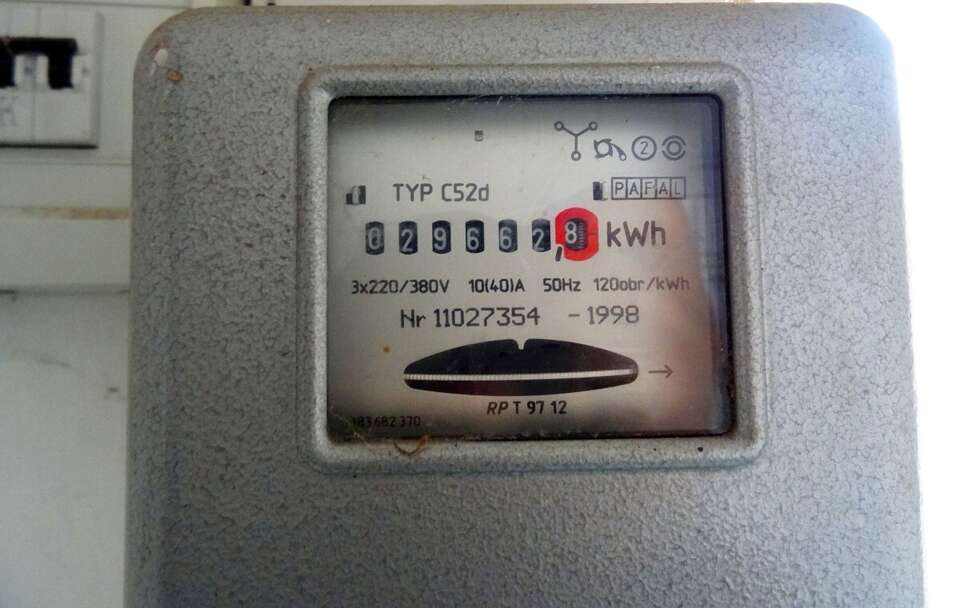 2
TYP C52d PAFAL
029662,8 kWh
3x220/380V 10(40)A 50Hz 120obr/kWh
Nr 11027354 - 1998
RP T 97 12
183.682.370